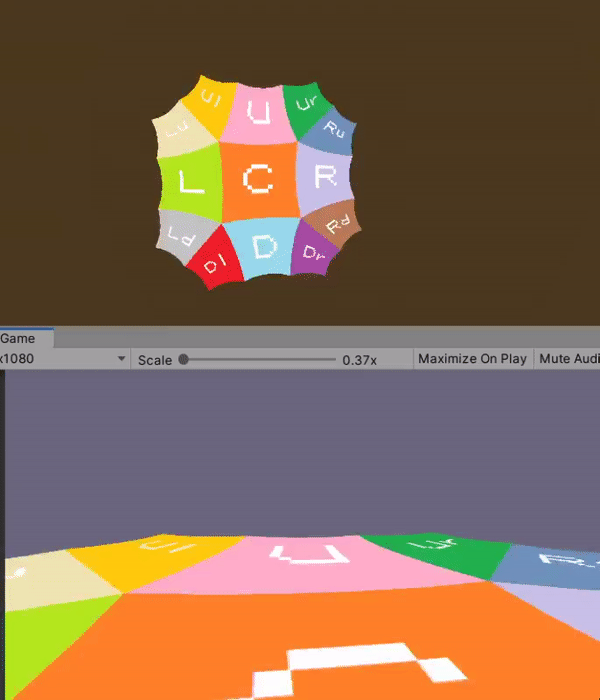 Ul U Ur
Lu Ru
L C R
Ld Rd
Dl D Dr
Game
x1080 Scale 0.37x Maximize On Play Mute Audi
Ul U Ur